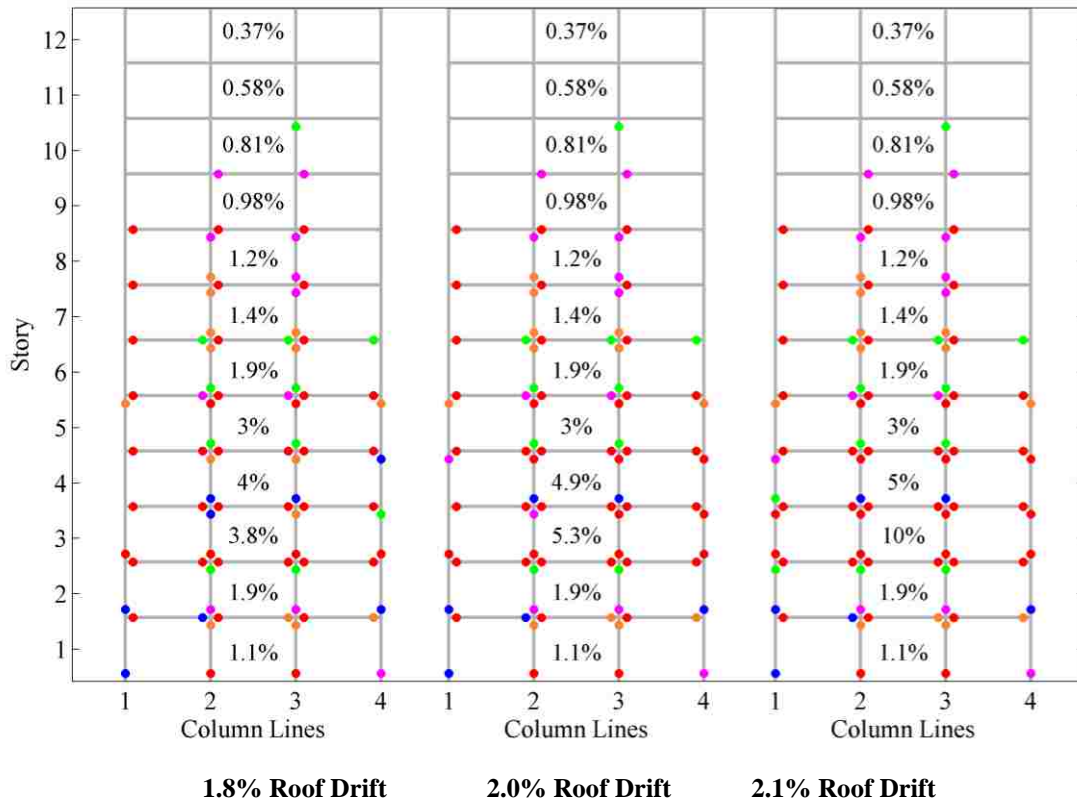 12 0.37% 0.37% 0.37%
11 0.58% 0.58% 0.58%
10 0.81% 0.81% 0.81%
9 0.98% 0.98% 0.98%
8 1.2% 1.2% 1.2%
7 1.4% 1.4% 1.4%
6 1.9% 1.9% 1.9%
5 3% 3% 3%
4 4% 4.9% 5%
3 3.8% 5.3% 10%
2 1.9% 1.9% 1.9%
1 1.1% 1.1% 1.1%
Story
1 2 3 4 1 2 3 4 1 2 3 4
Column Lines Column Lines Column Lines
1.8% Roof Drift 2.0% Roof Drift 2.1% Roof Drift